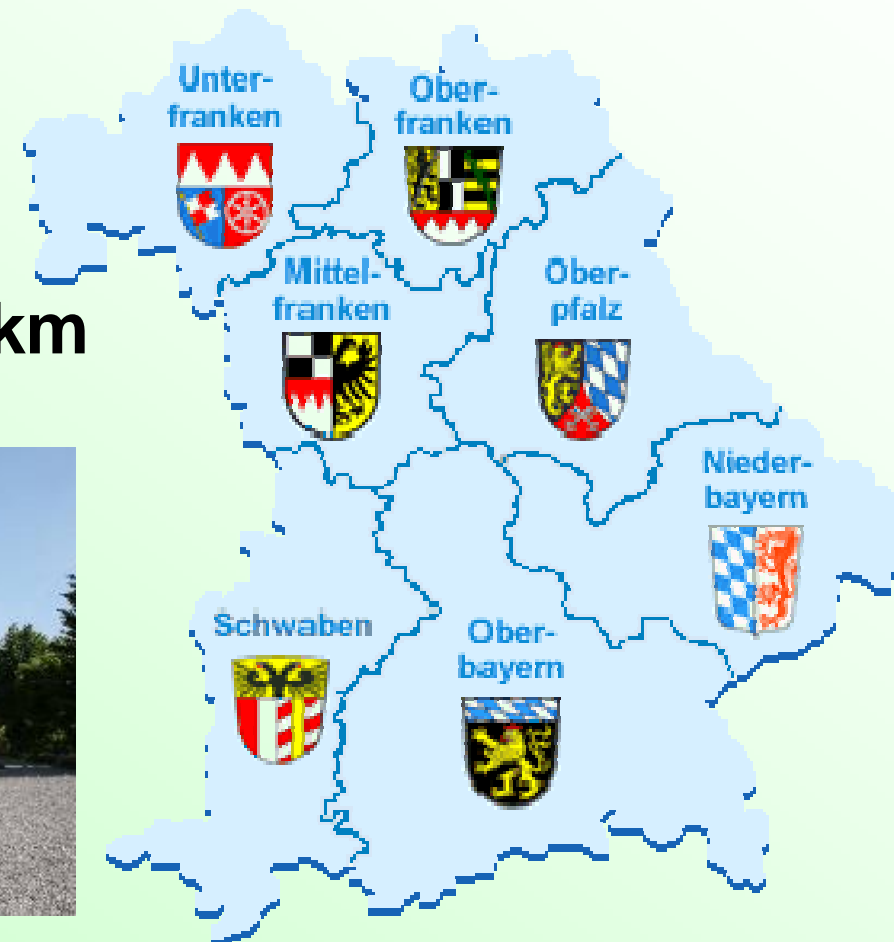 Unter-
franken
Ober-
franken
Mittel-
franken
Ober-
pfalz
km
Nieder-
bayern
Schwaben
Ober-
bayern